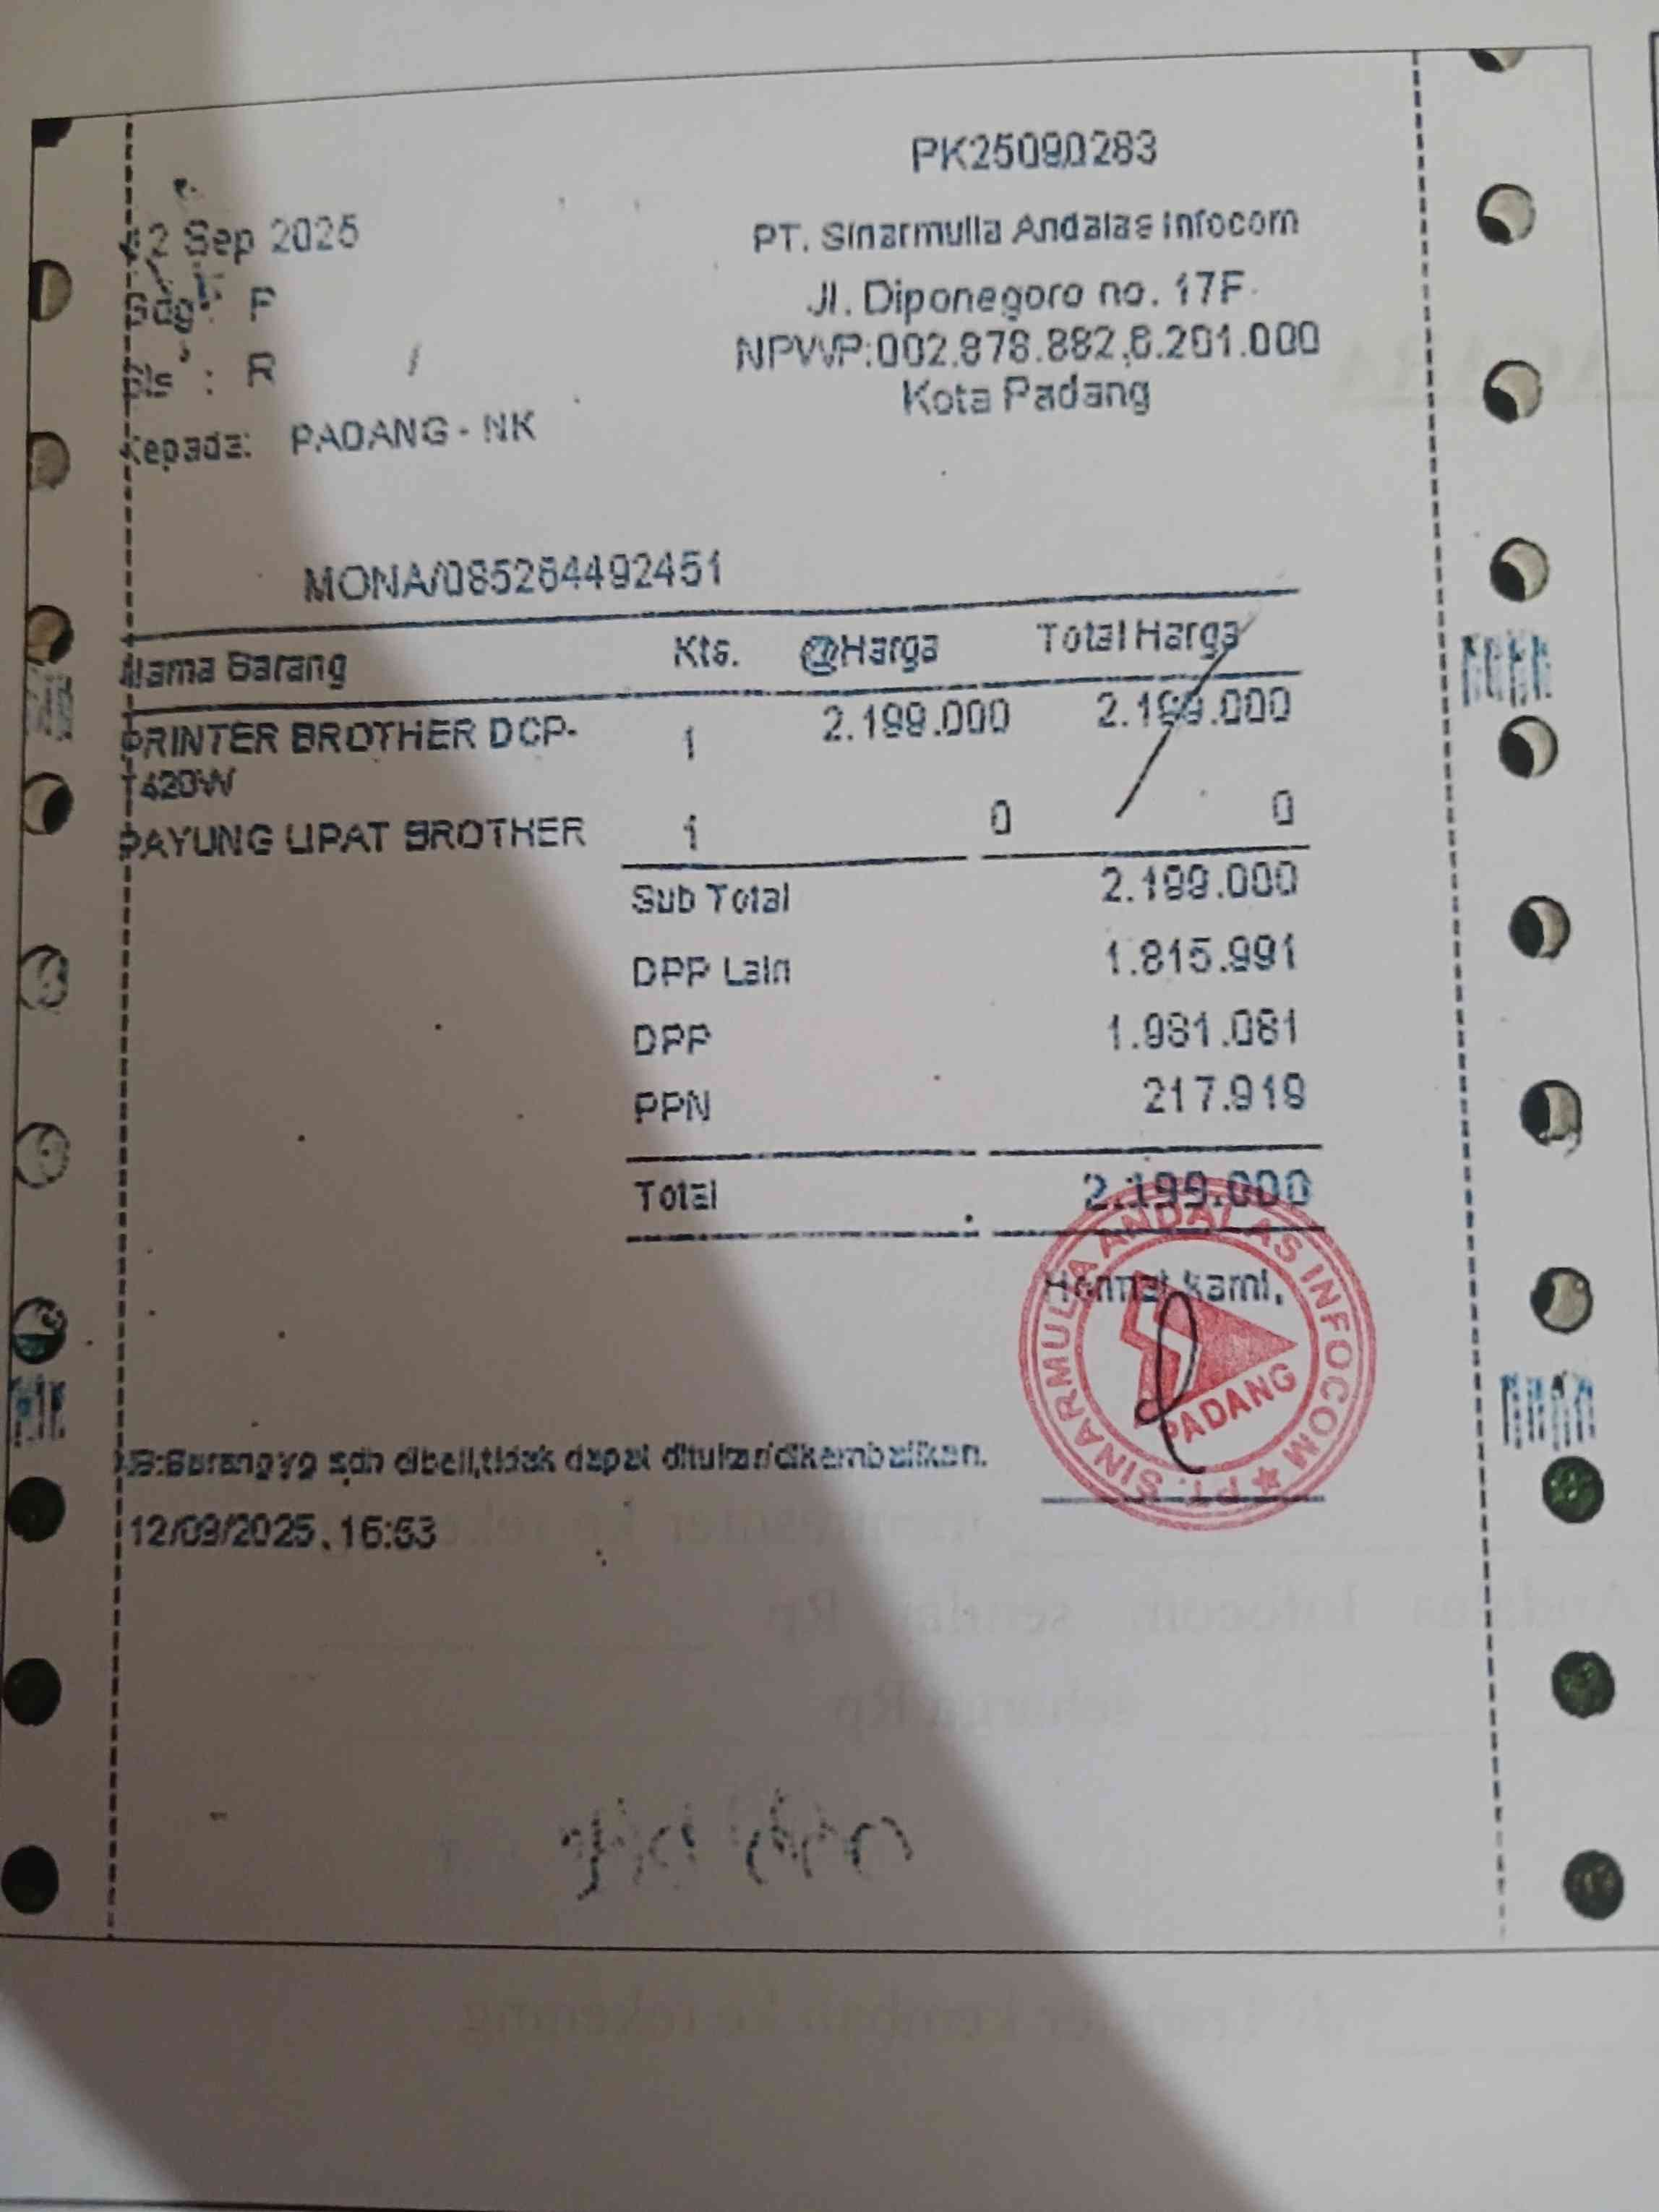 PK25090283
12 Sep 2025
PT. Sinarmulia Andalas Infocom
Gdg : P
Jl. Diponegoro no. 17F
Sls : R
NPWP:002.878.882.6.201.000
Kota Padang
Kepada: PADANG - NK
MONA/085264492451
Nama Barang Kts. @Harga Total Harga
PRINTER BROTHER DCP- 1 2.199.000 2.199.000
T420W
PAYUNG LIPAT BROTHER 1 0 0
Sub Total 2.199.000
DPP Lain 1.815.991
DPP 1.981.081
PPN 217.919
Total 2.199.000
Hormat kami,
PT. SINARMULIA ANDALAS INFOCOM
PADANG
NB:Barang yg sdh dibeli,tidak dapat ditukar/dikembalikan.
12/09/2025, 16:53